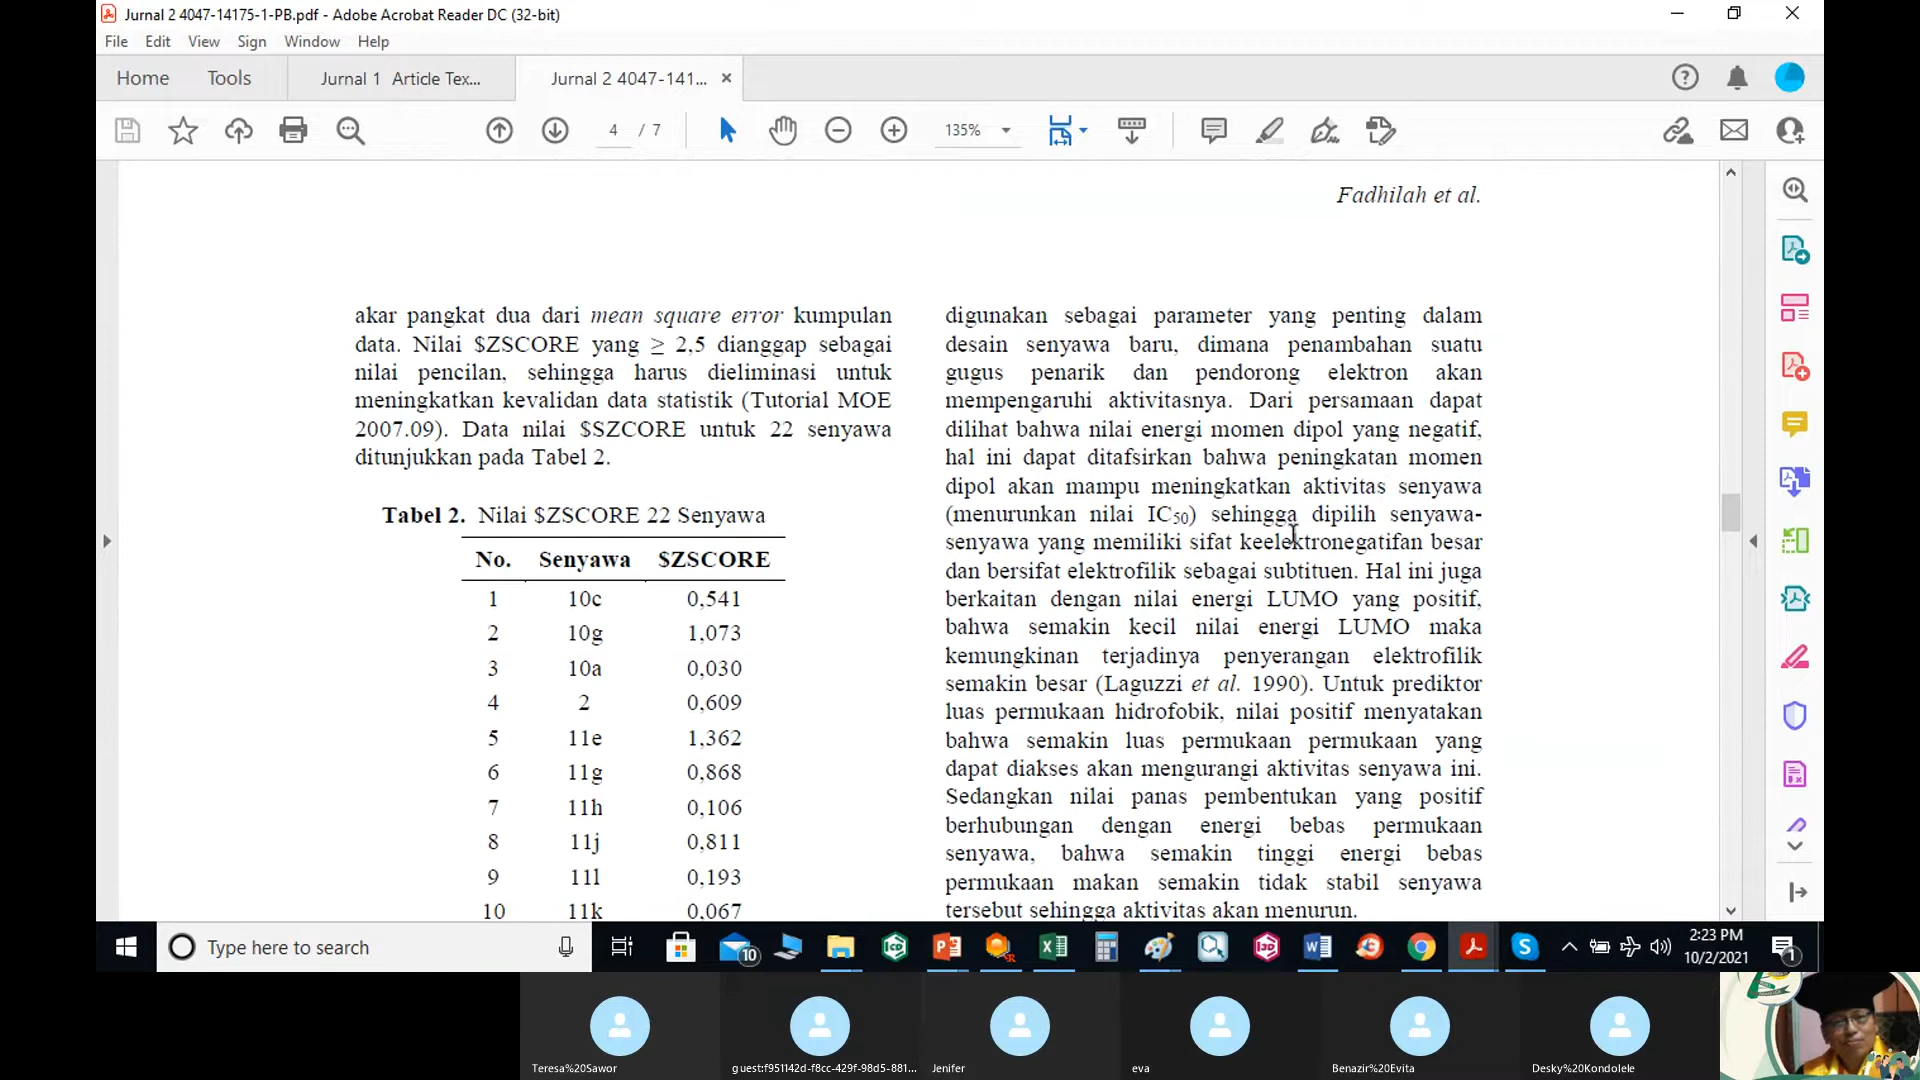 Jurnal 2 4047-14175-1-PB.pdf - Adobe Acrobat Reader DC (32-bit)
File Edit View Sign Window Help
Home Tools Jurnal 1 Article Tex... Jurnal 2 4047-141...
4 / 7 135%
Fadhilah et al.
akar pangkat dua dari mean square error kumpulan
data. Nilai $ZSCORE yang ≥ 2,5 dianggap sebagai
nilai pencilan, sehingga harus dieliminasi untuk
meningkatkan kevalidan data statistik (Tutorial MOE
2007.09). Data nilai $SZCORE untuk 22 senyawa
ditunjukkan pada Tabel 2.
Tabel 2. Nilai $ZSCORE 22 Senyawa
No. Senyawa $ZSCORE
1 10c 0,541
2 10g 1,073
3 10a 0,030
4 2 0,609
5 11e 1,362
6 11g 0,868
7 11h 0,106
8 11j 0,811
9 11l 0,193
10 11k 0,067
digunakan sebagai parameter yang penting dalam
desain senyawa baru, dimana penambahan suatu
gugus penarik dan pendorong elektron akan
mempengaruhi aktivitasnya. Dari persamaan dapat
dilihat bahwa nilai energi momen dipol yang negatif,
hal ini dapat ditafsirkan bahwa peningkatan momen
dipol akan mampu meningkatkan aktivitas senyawa
(menurunkan nilai IC50) sehingga dipilih senyawa-
senyawa yang memiliki sifat keelektronegatifan besar
dan bersifat elektrofilik sebagai subtituen. Hal ini juga
berkaitan dengan nilai energi LUMO yang positif,
bahwa semakin kecil nilai energi LUMO maka
kemungkinan terjadinya penyerangan elektrofilik
semakin besar (Laguzzi et al. 1990). Untuk prediktor
luas permukaan hidrofobik, nilai positif menyatakan
bahwa semakin luas permukaan permukaan yang
dapat diakses akan mengurangi aktivitas senyawa ini.
Sedangkan nilai panas pembentukan yang positif
berhubungan dengan energi bebas permukaan
senyawa, bahwa semakin tinggi energi bebas
permukaan makan semakin tidak stabil senyawa
tersebut sehingga aktivitas akan menurun.
Type here to search
10
2:23 PM
10/2/2021
1
Teresa%20Sawor
guest:f951142d-f8cc-429f-98d5-881...
Jenifer
eva
Benazir%20Evita
Desky%20Kondolele